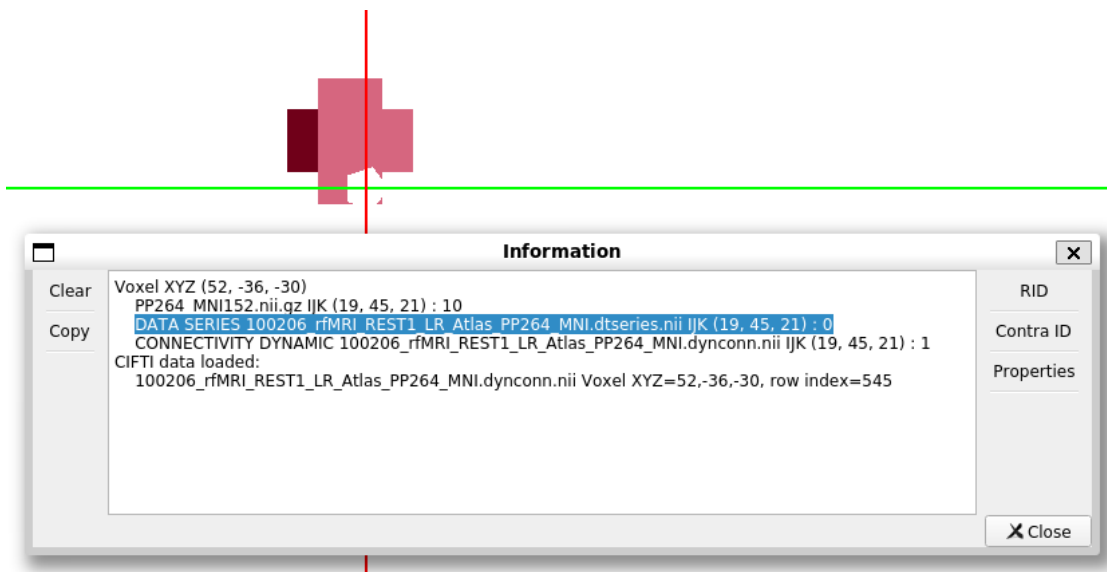 Information
Clear
Copy
Voxel XYZ (52, -36, -30)
PP264_MNI152.nii.gz IJK (19, 45, 21) : 10
DATA SERIES 100206_rfMRI_REST1_LR_Atlas_PP264_MNI.dtseries.nii IJK (19, 45, 21) : 0
CONNECTIVITY DYNAMIC 100206_rfMRI_REST1_LR_Atlas_PP264_MNI.dynconn.nii IJK (19, 45, 21) : 1
CIFTI data loaded:
100206_rfMRI_REST1_LR_Atlas_PP264_MNI.dynconn.nii Voxel XYZ=52,-36,-30, row index=545
RID
Contra ID
Properties
Close